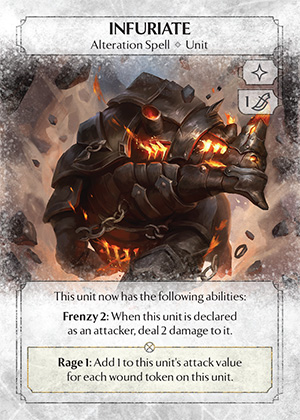 INFURIATE
Alteration Spell ⟡ Unit
1
This unit now has the following abilities:
Frenzy 2: When this unit is declared
as an attacker, deal 2 damage to it.
Rage 1: Add 1 to this unit's attack value
for each wound token on this unit.